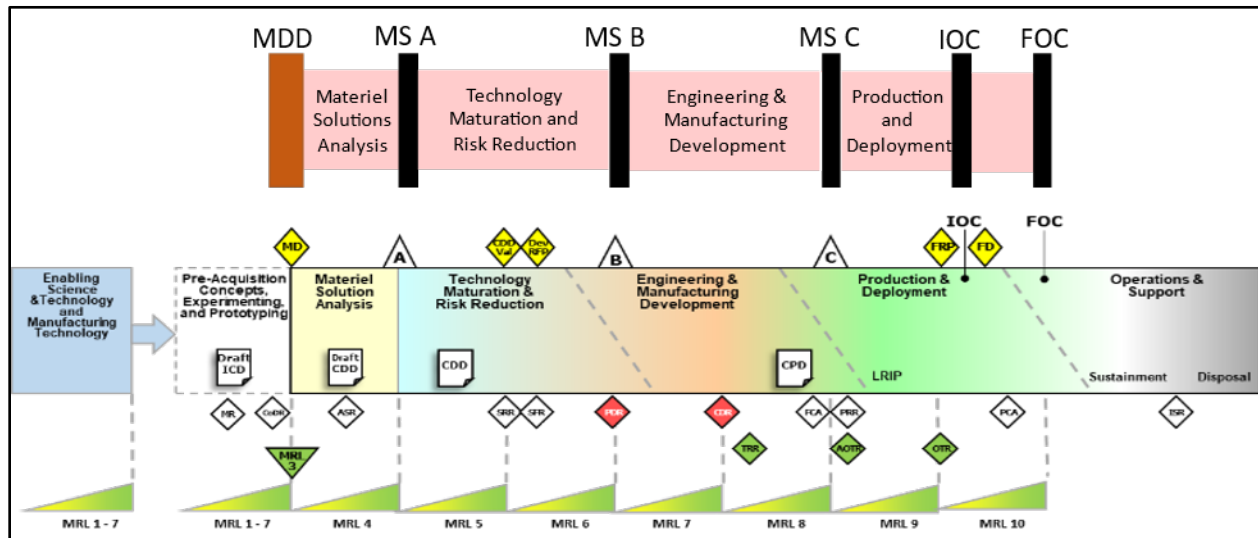 MDD
MS A
MS B
MS C
IOC
FOC
Materiel
Solutions
Analysis
Technology
Maturation and
Risk Reduction
Engineering &
Manufacturing
Development
Production
and
Deployment
MD
A
CDD
Val
Dev
RFP
B
C
FRP
IOC
FD
FOC
Enabling
Science
&Technology
and
Manufacturing
Technology
Pre-Acquisition
Concepts,
Experimenting,
and Prototyping
Materiel
Solution
Analysis
Technology
Maturation &
Risk Reduction
Engineering &
Manufacturing
Development
Production &
Deployment
Operations &
Support
Draft
ICD
Draft
CDD
CDD
CPD
LRIP
Sustainment
Disposal
MR
CoDR
ASR
SRR
SFR
PDR
CDR
FCA
PRR
PCA
ISR
MRL
3
TRR
AOTR
OTR
MRL 1 - 7
MRL 1 - 7
MRL 4
MRL 5
MRL 6
MRL 7
MRL 8
MRL 9
MRL 10